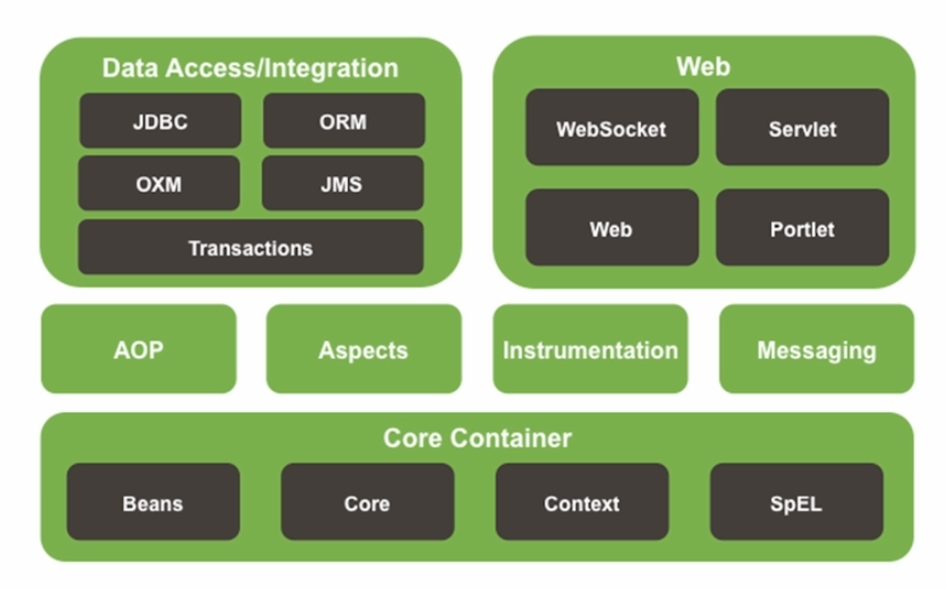 Data Access/Integration
JDBC
ORM
OXM
JMS
Transactions
Web
WebSocket
Servlet
Web
Portlet
AOP
Aspects
Instrumentation
Messaging
Core Container
Beans
Core
Context
SpEL